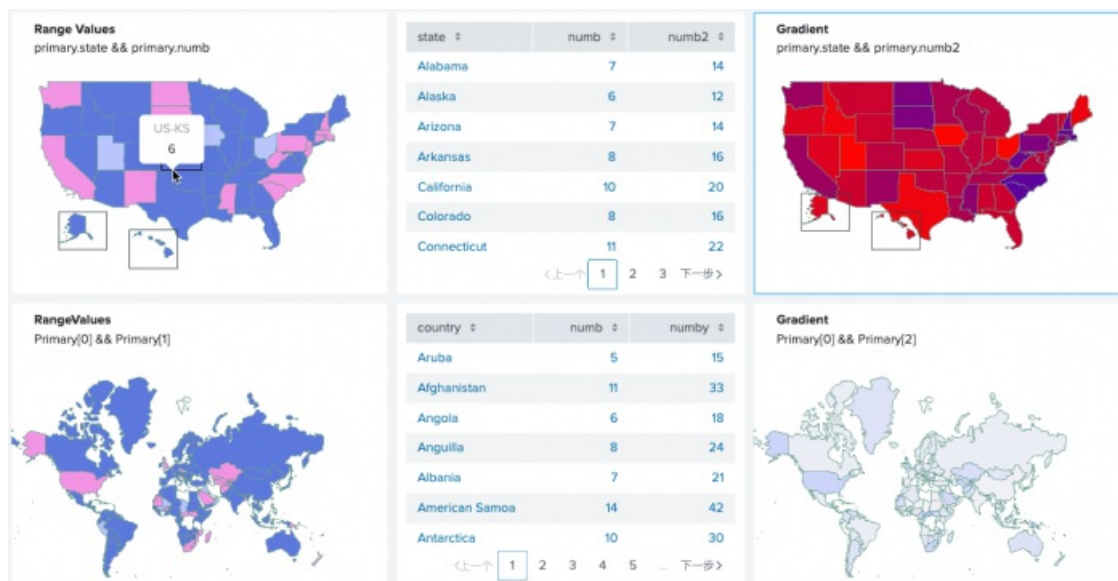 Range Values
primary.state && primary.numb
US-KS
6
state numb numb2
Alabama 7 14
Alaska 6 12
Arizona 7 14
Arkansas 8 16
California 10 20
Colorado 8 16
Connecticut 11 22
<上一个 1 2 3 下一步>
Gradient
primary.state && primary.numb2
RangeValues
Primary[0] && Primary[1]
country numb numby
Aruba 5 15
Afghanistan 11 33
Angola 6 18
Anguilla 8 24
Albania 7 21
American Samoa 14 42
Antarctica 10 30
<上一个 1 2 3 4 5 ... 下一步>
Gradient
Primary[0] && Primary[2]